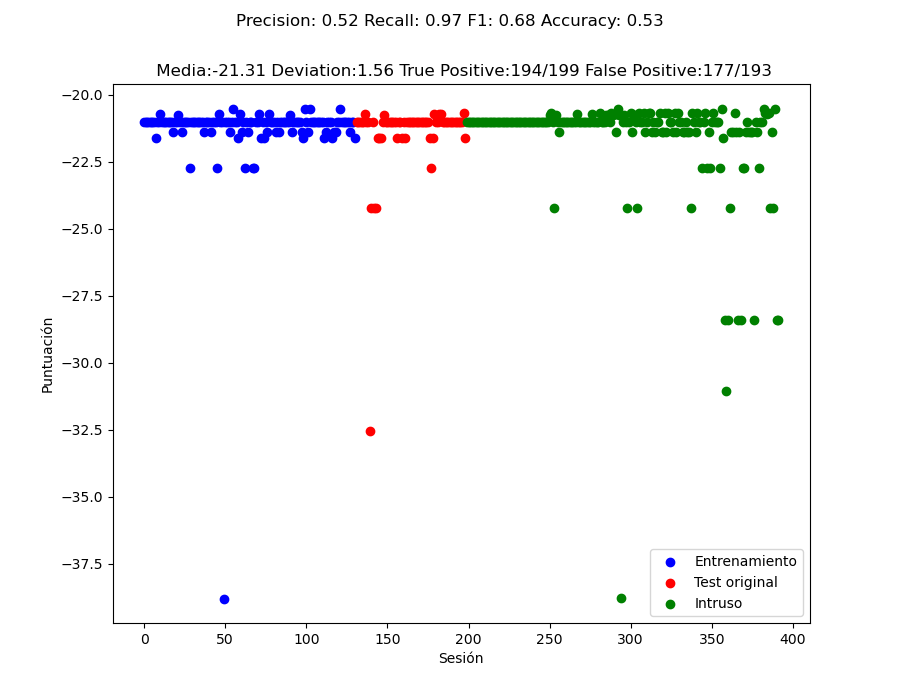 Precision: 0.52 Recall: 0.97 F1: 0.68 Accuracy: 0.53
Media:-21.31 Deviation:1.56 True Positive:194/199 False Positive:177/193
−20.0
−22.5
−25.0
−27.5
−30.0
−32.5
−35.0
−37.5
Puntuación
Entrenamiento
Test original
Intruso
0 50 100 150 200 250 300 350 400
Sesión